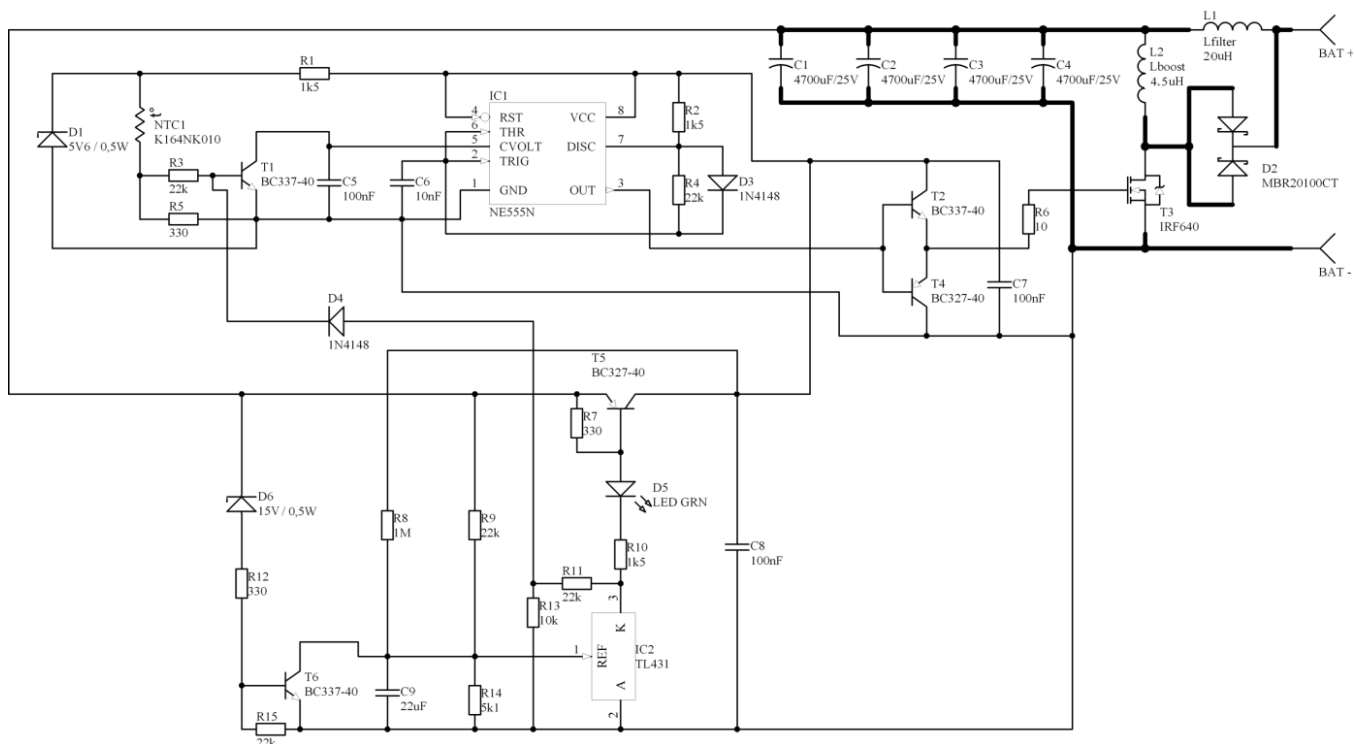 L1
Lfilter
20uH
BAT +
L2
Lboost
4,5uH
C1
4700uF/25V
C2
4700uF/25V
C3
4700uF/25V
C4
4700uF/25V
R1
1k5
IC1
4
RST
VCC
8
6
THR
5
CVOLT
DISC
7
2
TRIG
1
GND
OUT
3
NE555N
R2
1k5
R4
22k
D3
1N4148
D1
5V6 / 0,5W
NTC1
K164NK010
R3
22k
R5
330
T1
BC337-40
C5
100nF
C6
10nF
D2
MBR20100CT
T2
BC337-40
R6
10
T3
IRF640
BAT -
T4
BC327-40
C7
100nF
D4
1N4148
T5
BC327-40
R7
330
D5
LED GRN
D6
15V / 0,5W
R8
1M
R9
22k
R10
1k5
C8
100nF
R12
330
R11
22k
R13
10k
3
K
1
REF
A
2
IC2
TL431
T6
BC337-40
C9
22uF
R14
5k1
R15
22k